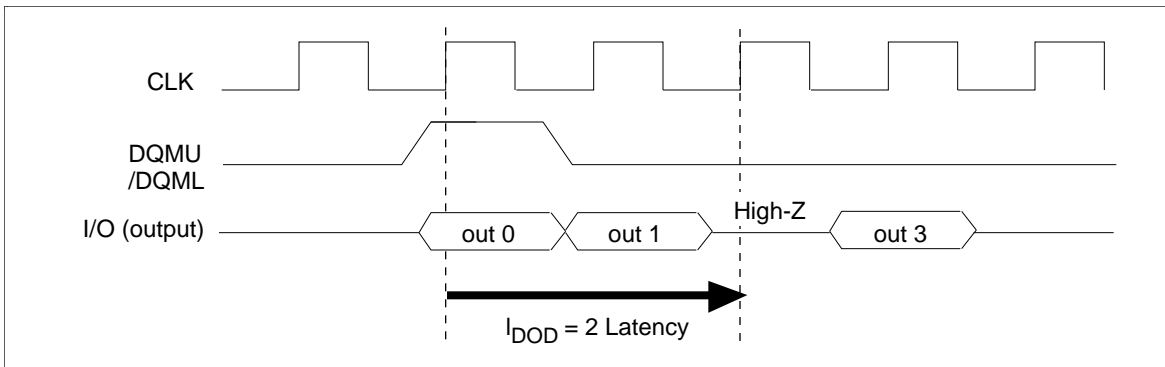 CLK
DQMU
/DQML
High-Z
I/O (output)
out 0
out 1
out 3
IDOD = 2 Latency